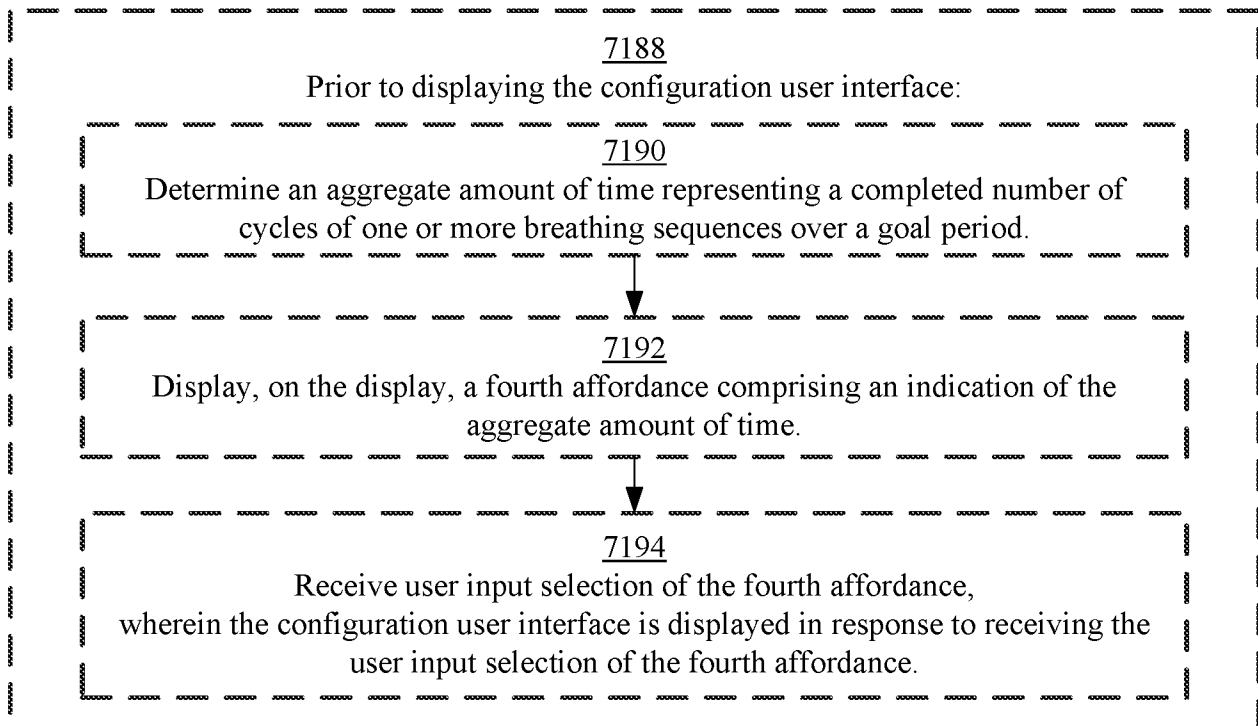 7188
Prior to displaying the configuration user interface:
7190
Determine an aggregate amount of time representing a completed number of
cycles of one or more breathing sequences over a goal period.
7192
Display, on the display, a fourth affordance comprising an indication of the
aggregate amount of time.
7194
Receive user input selection of the fourth affordance,
wherein the configuration user interface is displayed in response to receiving the
user input selection of the fourth affordance.